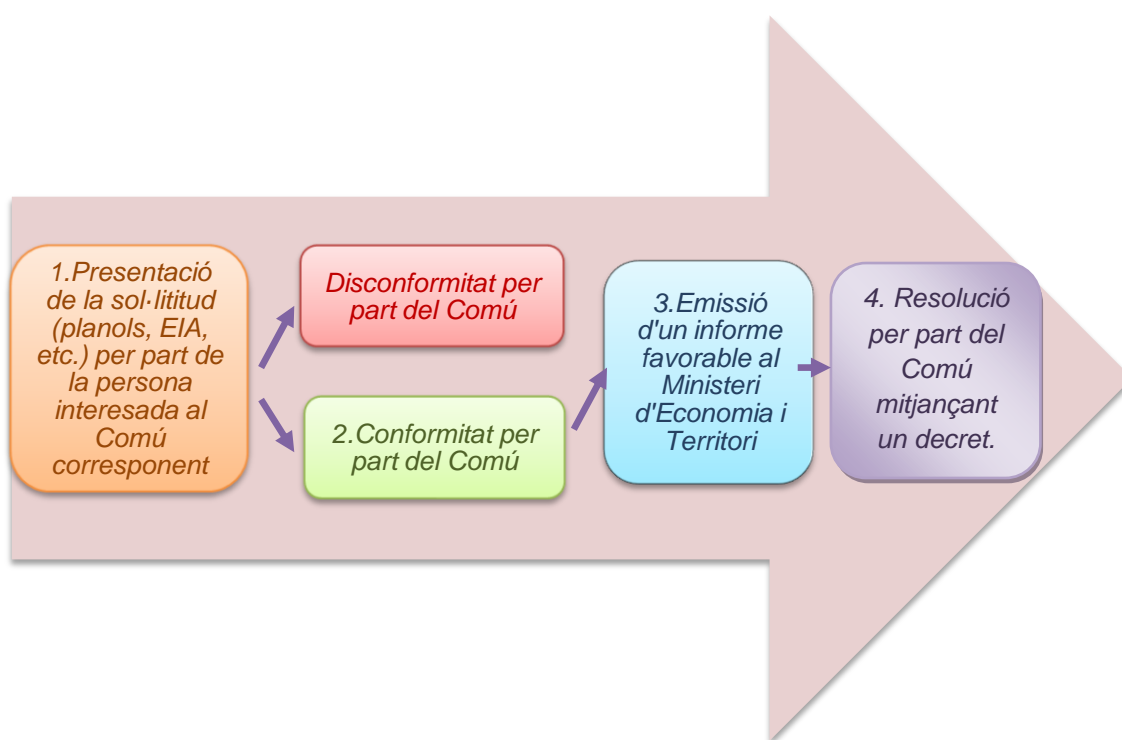 1.Presentació
de la sol·lititud
(planols, EIA,
etc.) per part de
la persona
interesada al
Comú
corresponent
Disconformitat per
part del Comú
2.Conformitat per
part del Comú
3.Emissió
d'un informe
favorable al
Ministeri
d'Economia i
Territori
4. Resolució
per part del
Comú
mitjançant
un decret.